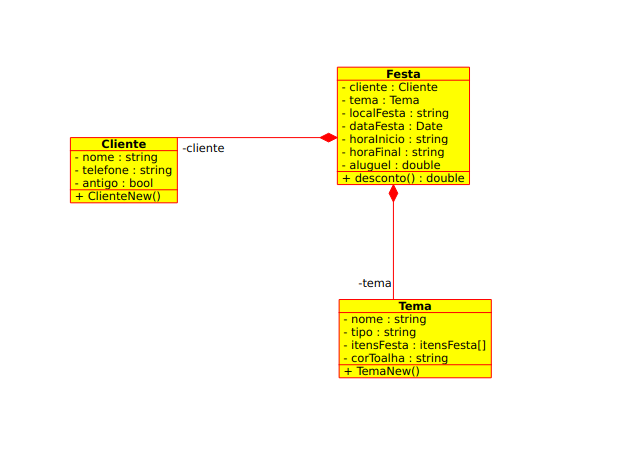 Festa
- cliente : Cliente
- tema : Tema
- localFesta : string
- dataFesta : Date
- horaInicio : string
- horaFinal : string
- aluguel : double
+ desconto() : double
Cliente
- nome : string
- telefone : string
- antigo : bool
+ ClienteNew()
-cliente
-tema
Tema
- nome : string
- tipo : string
- itensFesta : itensFesta[]
- corToalha : string
+ TemaNew()